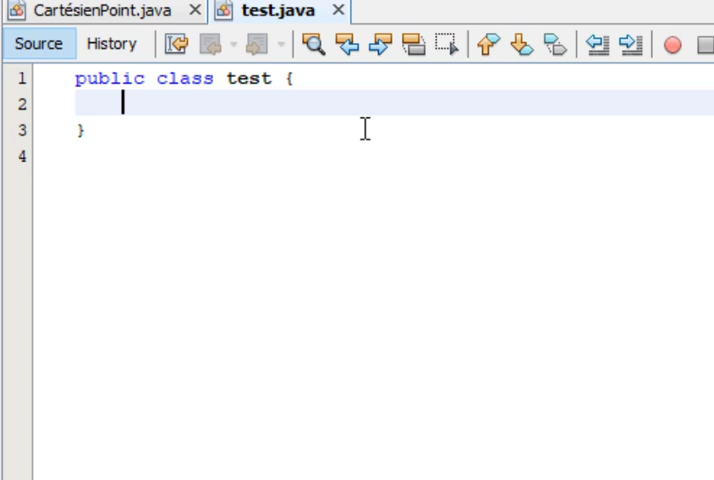 CartésienPoint.java test.java
Source History
1 public class test {
2
3 }
4